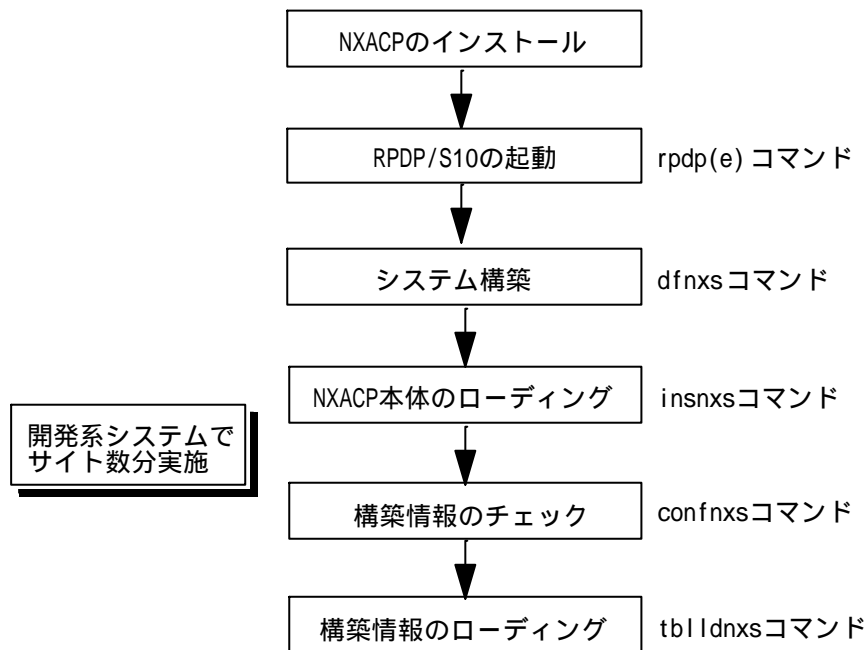 NXACPのインストール
RPDP/S10の起動
rpdp(e)コマンド
システム構築
dfnxsコマンド
NXACP本体のローディング
insnxsコマンド
開発系システムで
サイト数分実施
構築情報のチェック
confnxsコマンド
構築情報のローディング
tblldnxsコマンド